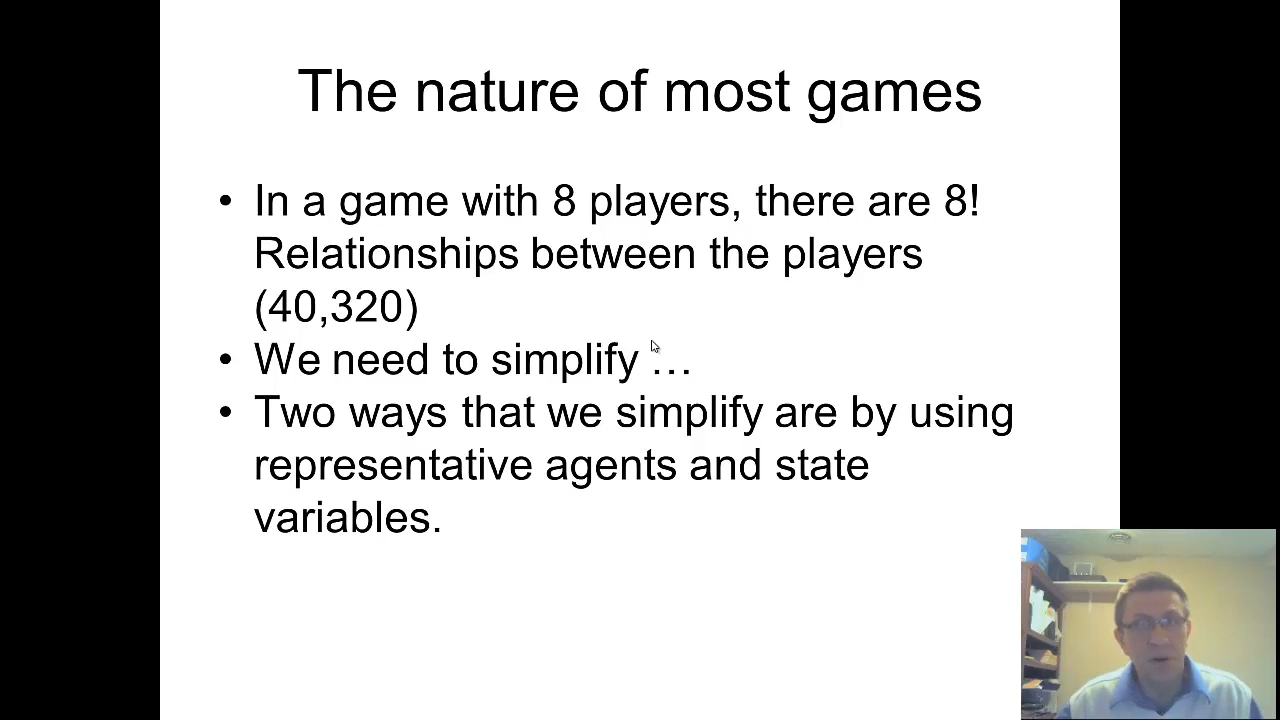 The nature of most games
• In a game with 8 players, there are 8!
Relationships between the players
(40,320)
• We need to simplify …
• Two ways that we simplify are by using
representative agents and state
variables.